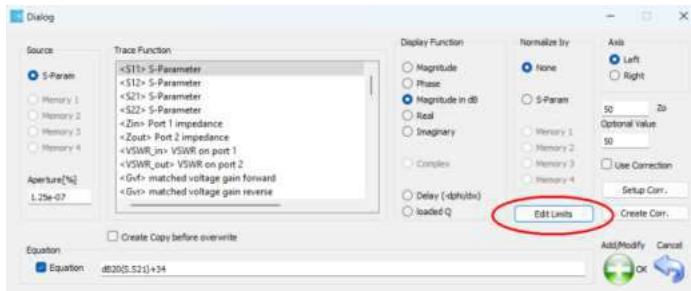 Dialog
Source
S-Param
Memory 1
Memory 2
Memory 3
Memory 4
Aperture[%]
1.25e-07
Trace Function
<S11> S-Parameter
<S12> S-Parameter
<S21> S-Parameter
<S22> S-Parameter
<Zin> Port 1 impedance
<Zout> Port 2 impedance
<VSWR_in> VSWR on port 1
<VSWR_out> VSWR on port 2
<Gvf> matched voltage gain forward
<Gvr> matched voltage gain reverse
Create Copy before overwrite
Display Function
Magnitude
Phase
Magnitude in dB
Real
Imaginary
Complex
Delay (-dphi/dw)
loaded Q
Normalize by
None
S-Param
Memory 1
Memory 2
Memory 3
Memory 4
Edit Limits
Axis
Left
Right
50 Zo
Optional Value
50
Use Correction
Setup Corr.
Create Corr.
Equation
Equation dB20(S.S21)+34
Add/Modify Cancel
OK